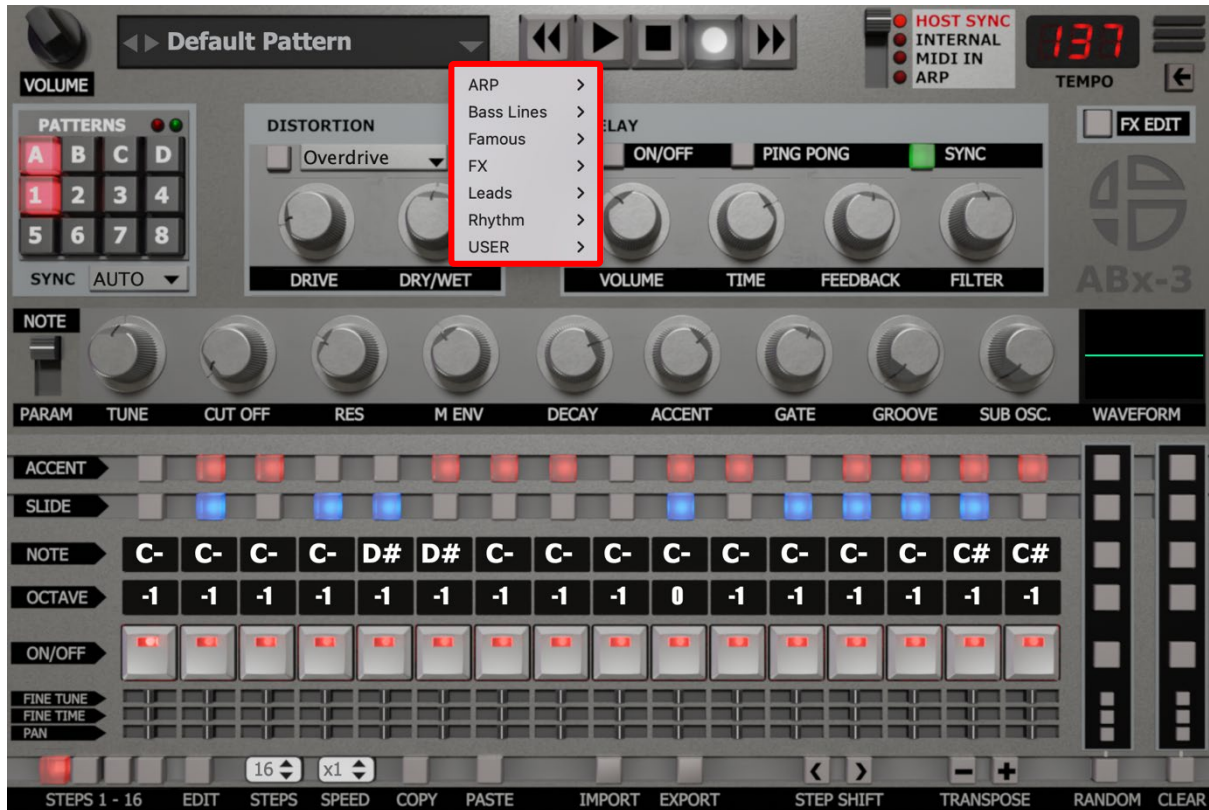 Default Pattern
HOST SYNC
INTERNAL
MIDI IN
ARP
137
TEMPO
VOLUME
ARP
Bass Lines
Famous
FX
Leads
Rhythm
USER
PATTERNS
A B C D
1 2 3 4
5 6 7 8
SYNC AUTO
DISTORTION
Overdrive
DRIVE DRY/WET
ELAY
ON/OFF PING PONG SYNC
VOLUME TIME FEEDBACK FILTER
FX EDIT
ABx-3
NOTE
PARAM TUNE CUT OFF RES M ENV DECAY ACCENT GATE GROOVE SUB OSC. WAVEFORM
ACCENT
SLIDE
NOTE C- C- C- C- D# D# C- C- C- C- C- C- C- C- C# C#
OCTAVE -1 -1 -1 -1 -1 -1 -1 -1 -1 0 -1 -1 -1 -1 -1 -1
ON/OFF
FINE TUNE
FINE TIME
PAN
16 x1 < > - +
STEPS 1 - 16 EDIT STEPS SPEED COPY PASTE IMPORT EXPORT STEP SHIFT TRANSPOSE RANDOM CLEAR